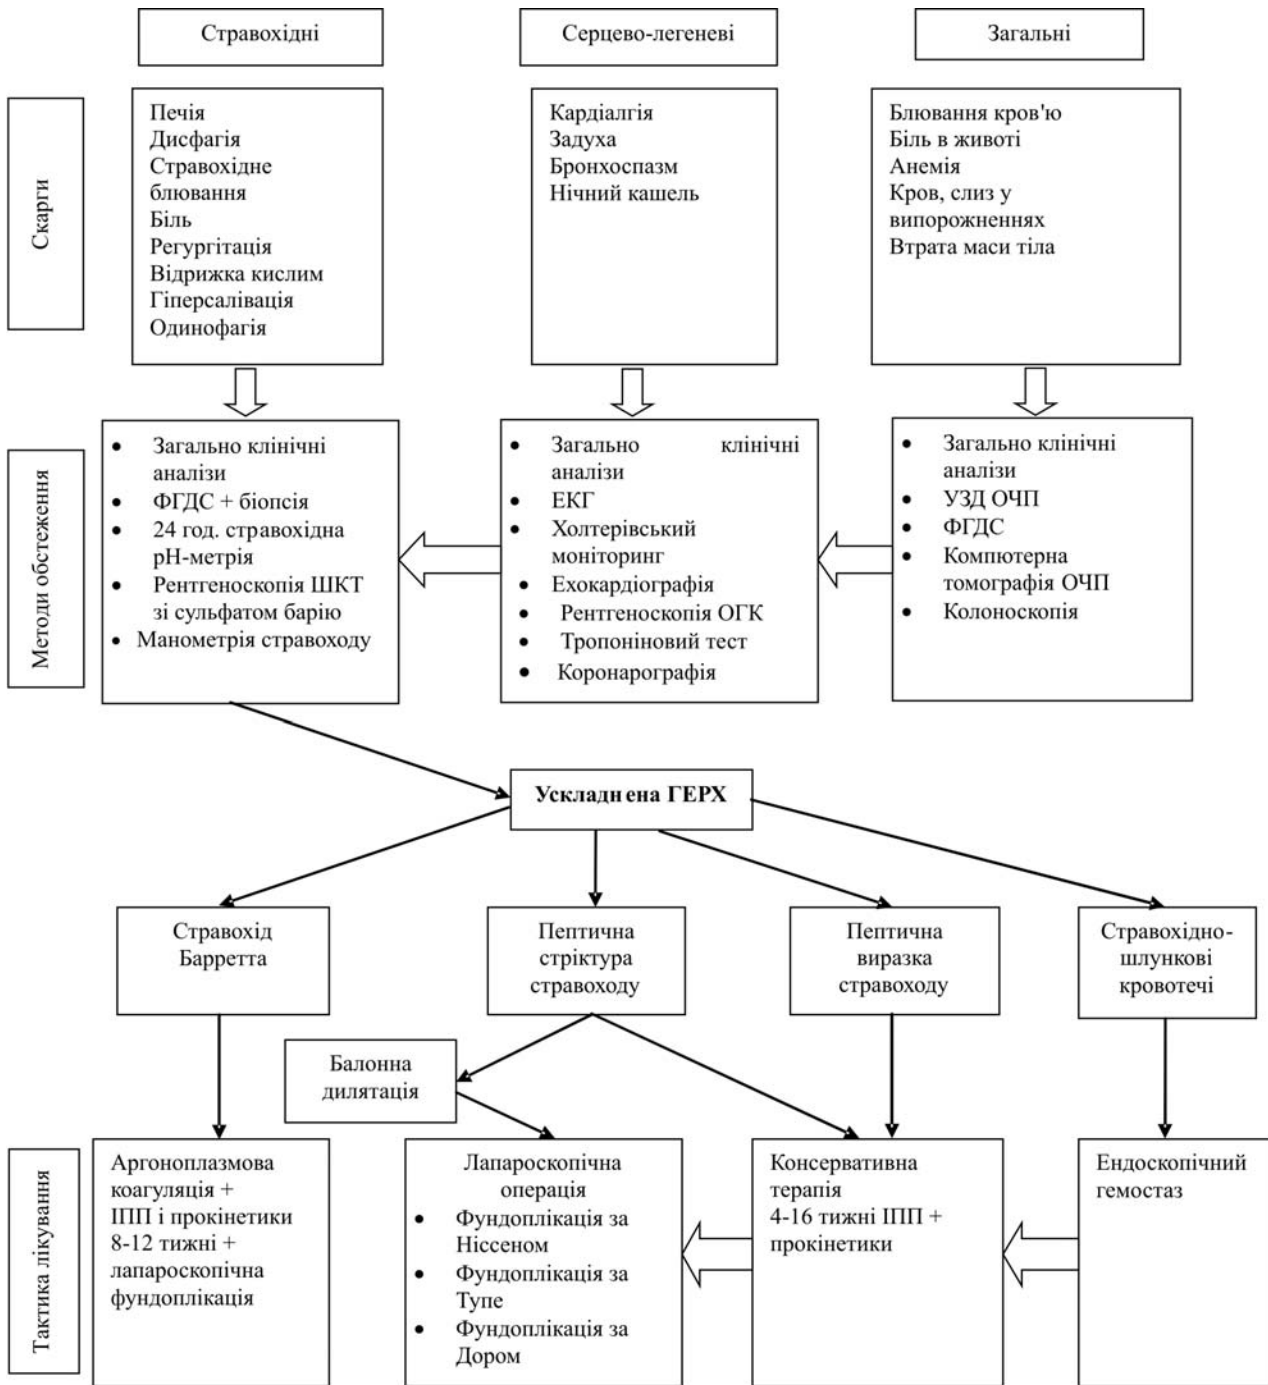 Стравохідні
Серцево-легеневі
Загальні
Скарги
Печія
Дисфагія
Стравохідне
блювання
Біль
Регургітація
Відрижка кислим
Гіперсалівація
Одинофагія
Кардіалгія
Задуха
Бронхоспазм
Нічний кашель
Блювання кров'ю
Біль в животі
Анемія
Кров, слиз у
випорожненнях
Втрата маси тіла
Методи обстеження
• Загально клінічні
аналізи
• ФГДС + біопсія
• 24 год. стравохідна
рН-метрія
• Рентгеноскопія ШКТ
зі сульфатом барію
• Манометрія стравоходу
• Загально клінічні
аналізи
• ЕКГ
• Холтерівський
моніторинг
• Ехокардіографія
• Рентгеноскопія ОГК
• Тропоніновий тест
• Коронарографія
• Загально клінічні
аналізи
• УЗД ОЧП
• ФГДС
• Компютерна
томографія ОЧП
• Колоноскопія
Ускладнена ГЕРХ
Стравохід
Барретта
Пептична
стріктура
стравоходу
Пептична
виразка
стравоходу
Стравохідно-
шлункові
кровотечі
Балонна
дилятація
Тактика лікування
Аргоноплазмова
коагуляція +
ІПП і прокінетики
8-12 тижні +
лапароскопічна
фундоплікація
Лапароскопічна
операція
• Фундоплікація за
Ніссеном
• Фундоплікація за
Тупе
• Фундоплікація за
Дором
Консервативна
терапія
4-16 тижні ІПП +
прокінетики
Ендоскопічний
гемостаз